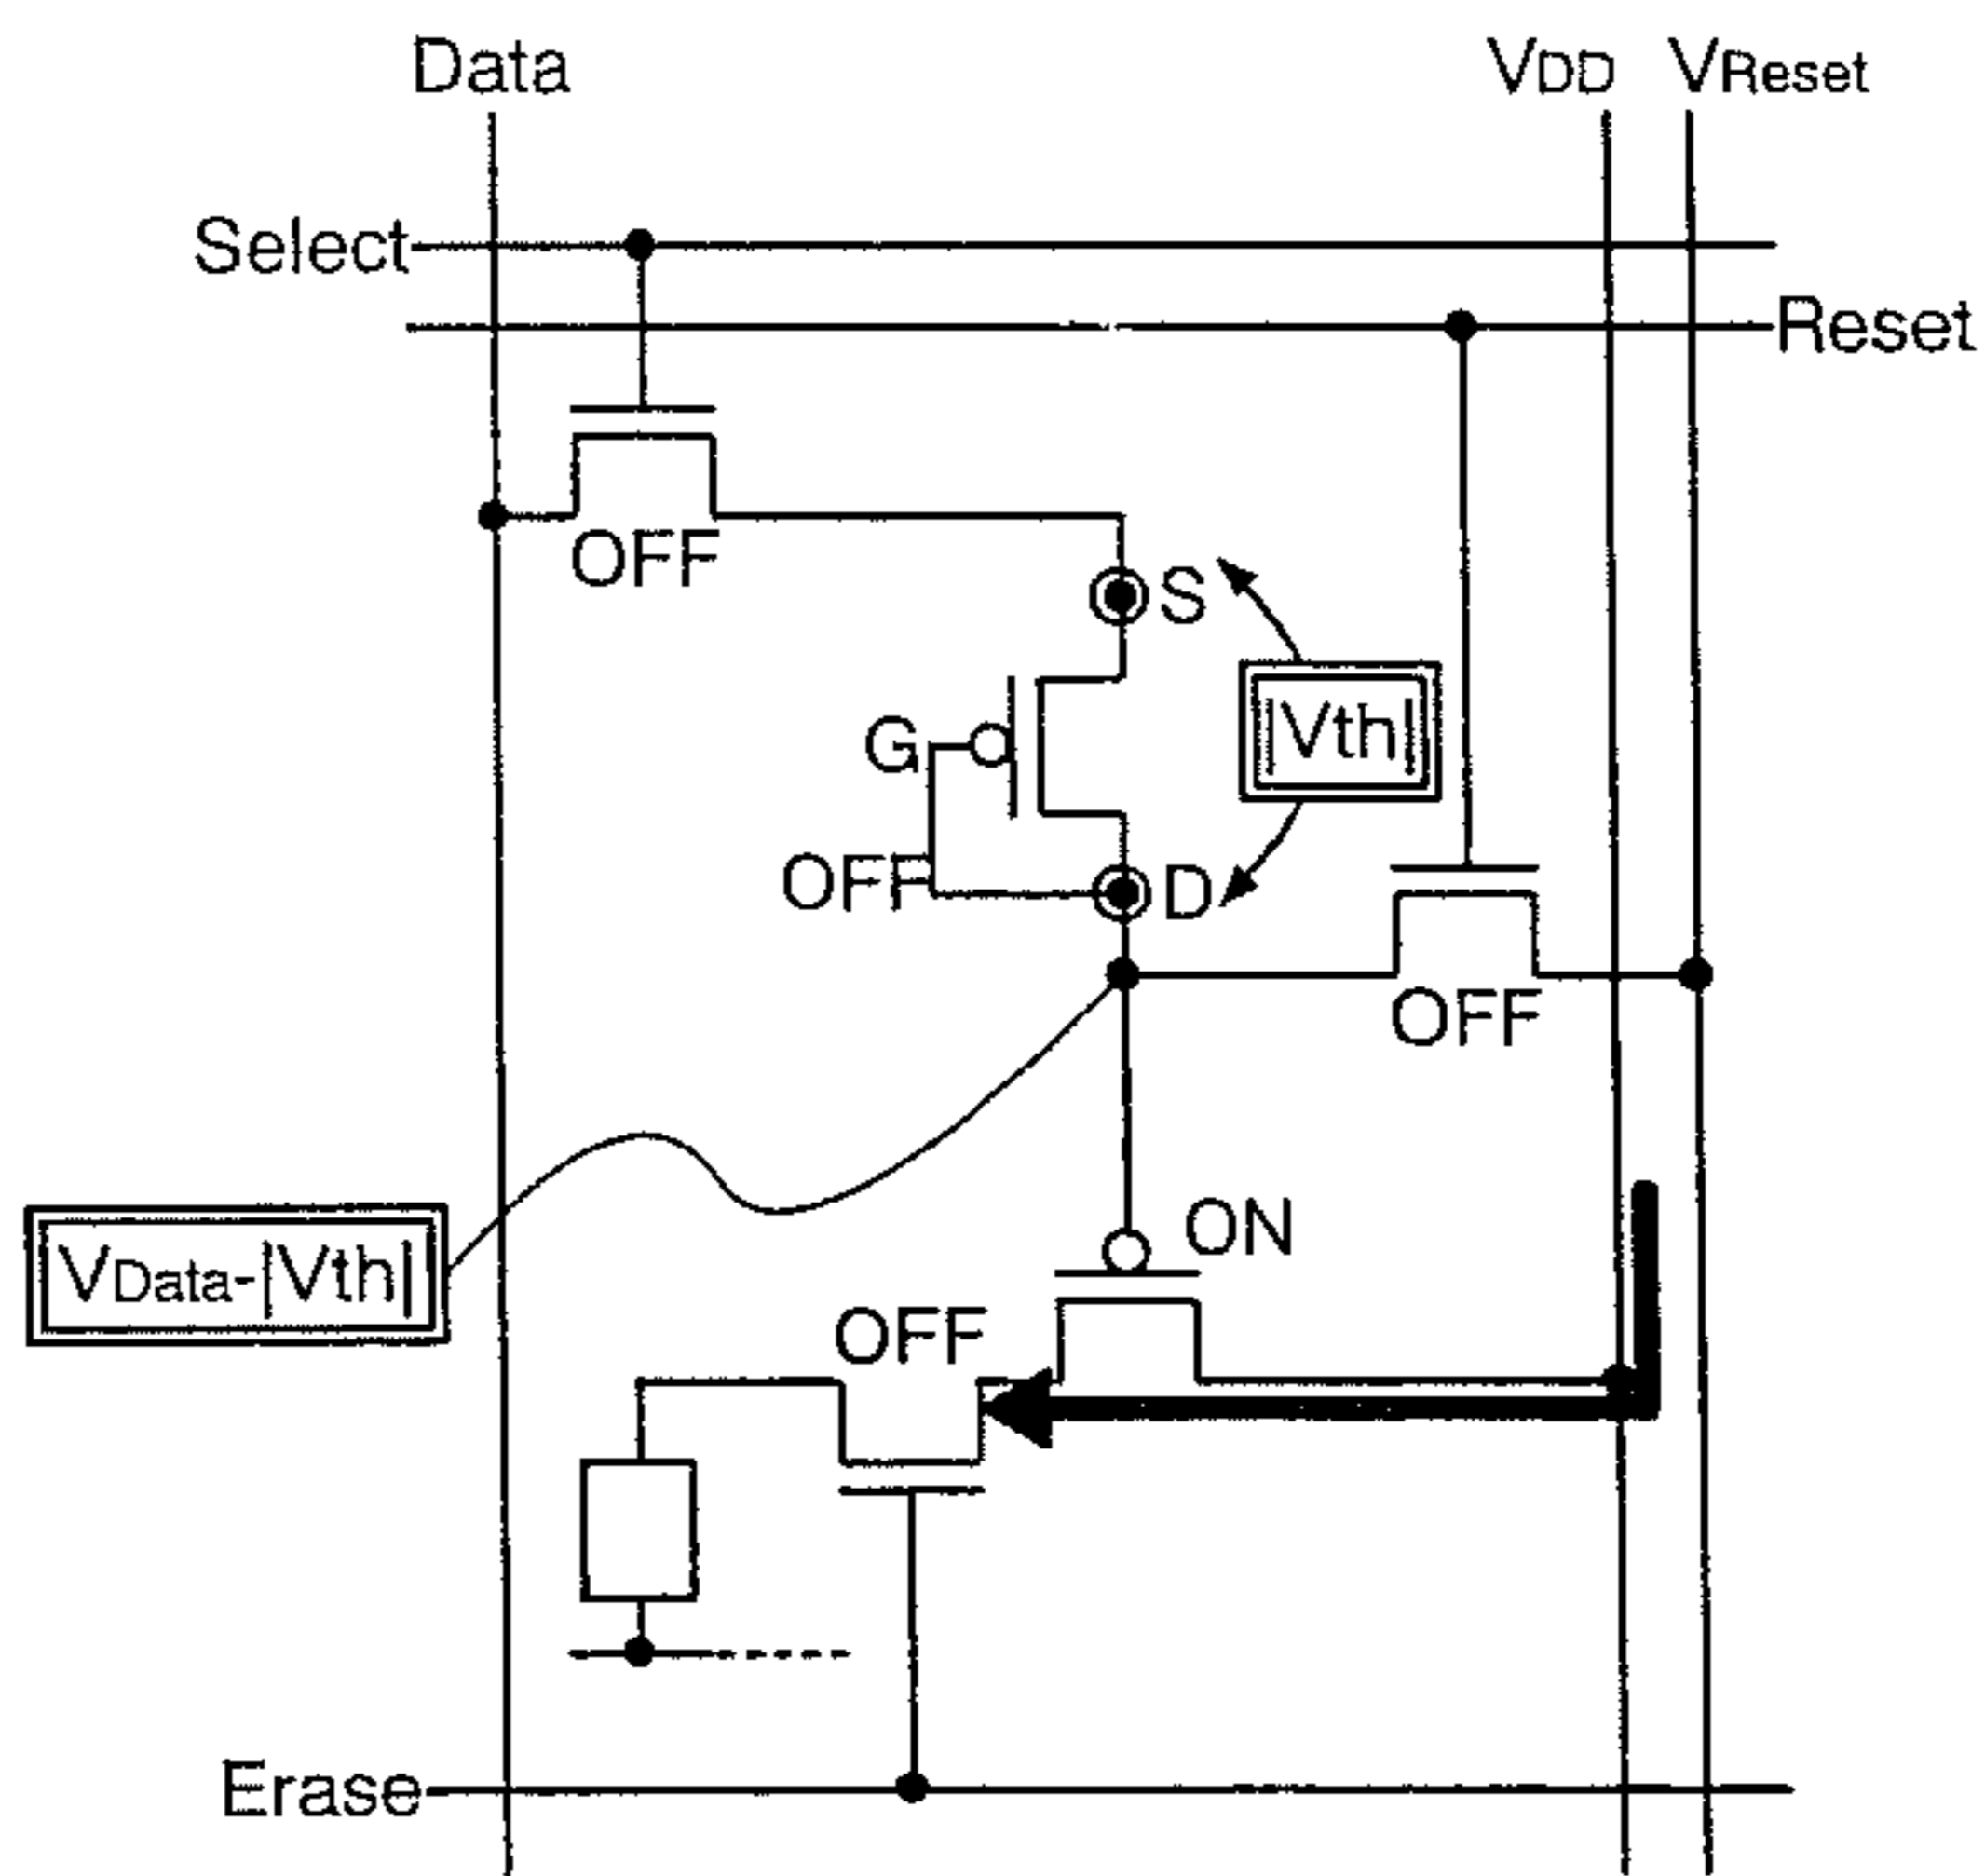 Data
VDD
VReset
Select
Reset
OFF
S
|Vth|
G
OFF
D
OFF
VData-|Vth|
ON
OFF
Erase